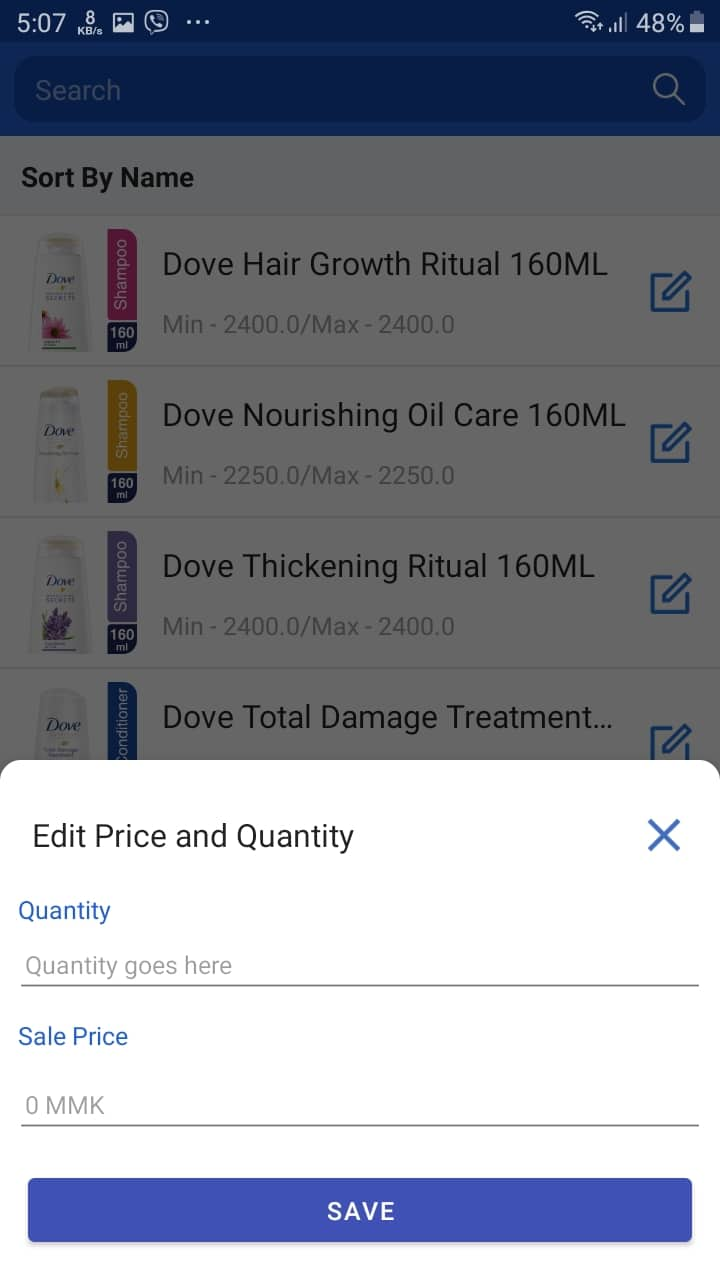 5:07 8 KB/s ... 48%
Search
Sort By Name
Dove
SECRETS
Shampoo
160
ml
Dove Hair Growth Ritual 160ML
Min - 2400.0/Max - 2400.0
Dove
Shampoo
160
ml
Dove Nourishing Oil Care 160ML
Min - 2250.0/Max - 2250.0
Dove
SECRETS
Shampoo
160
ml
Dove Thickening Ritual 160ML
Min - 2400.0/Max - 2400.0
Dove
onditioner
Dove Total Damage Treatment...
Edit Price and Quantity
Quantity
Quantity goes here
Sale Price
0 MMK
SAVE